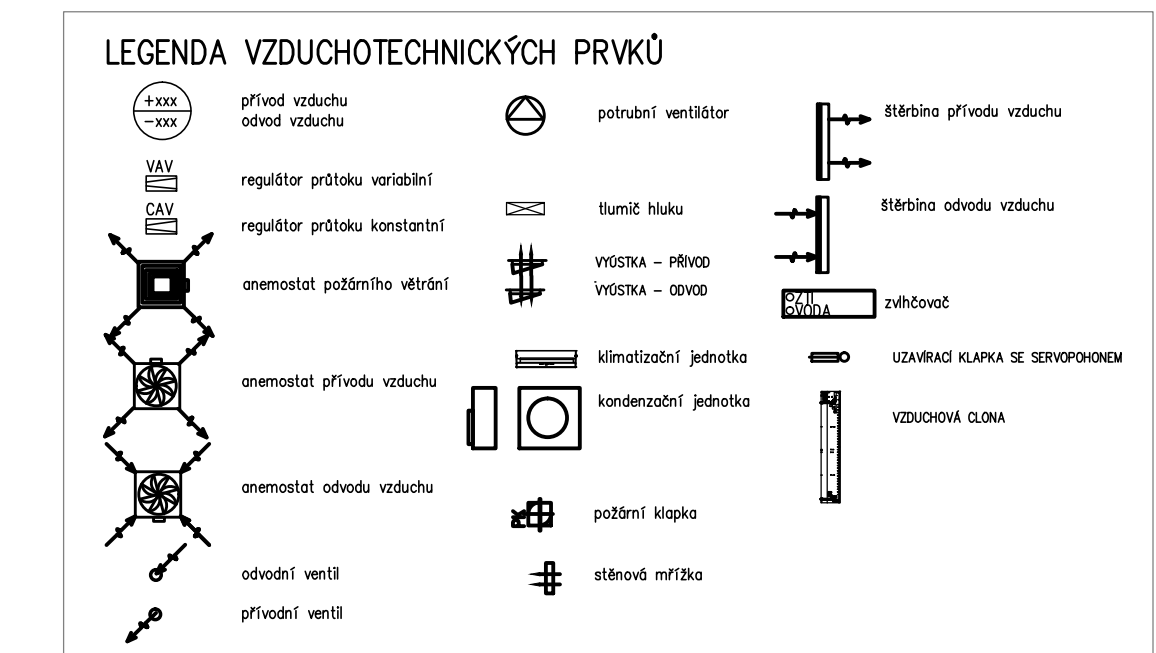 LEGENDA VZDUCHOTECHNICKÝCH PRVKŮ
+xxx
-xxx
přívod vzduchu
odvod vzduchu
VAV
regulátor průtoku variabilní
CAV
regulátor průtoku konstantní
anemostat požárního větrání
anemostat přívodu vzduchu
anemostat odvodu vzduchu
odvodní ventil
přívodní ventil
potrubní ventilátor
tlumič hluku
VYÚSTKA – PŘÍVOD
VYÚSTKA – ODVOD
klimatizační jednotka
kondenzační jednotka
PK
požární klapka
stěnová mřížka
štěrbina přívodu vzduchu
štěrbina odvodu vzduchu
ZTI
VODA
zvlhčovač
UZAVÍRACÍ KLAPKA SE SERVOPOHONEM
VZDUCHOVÁ CLONA